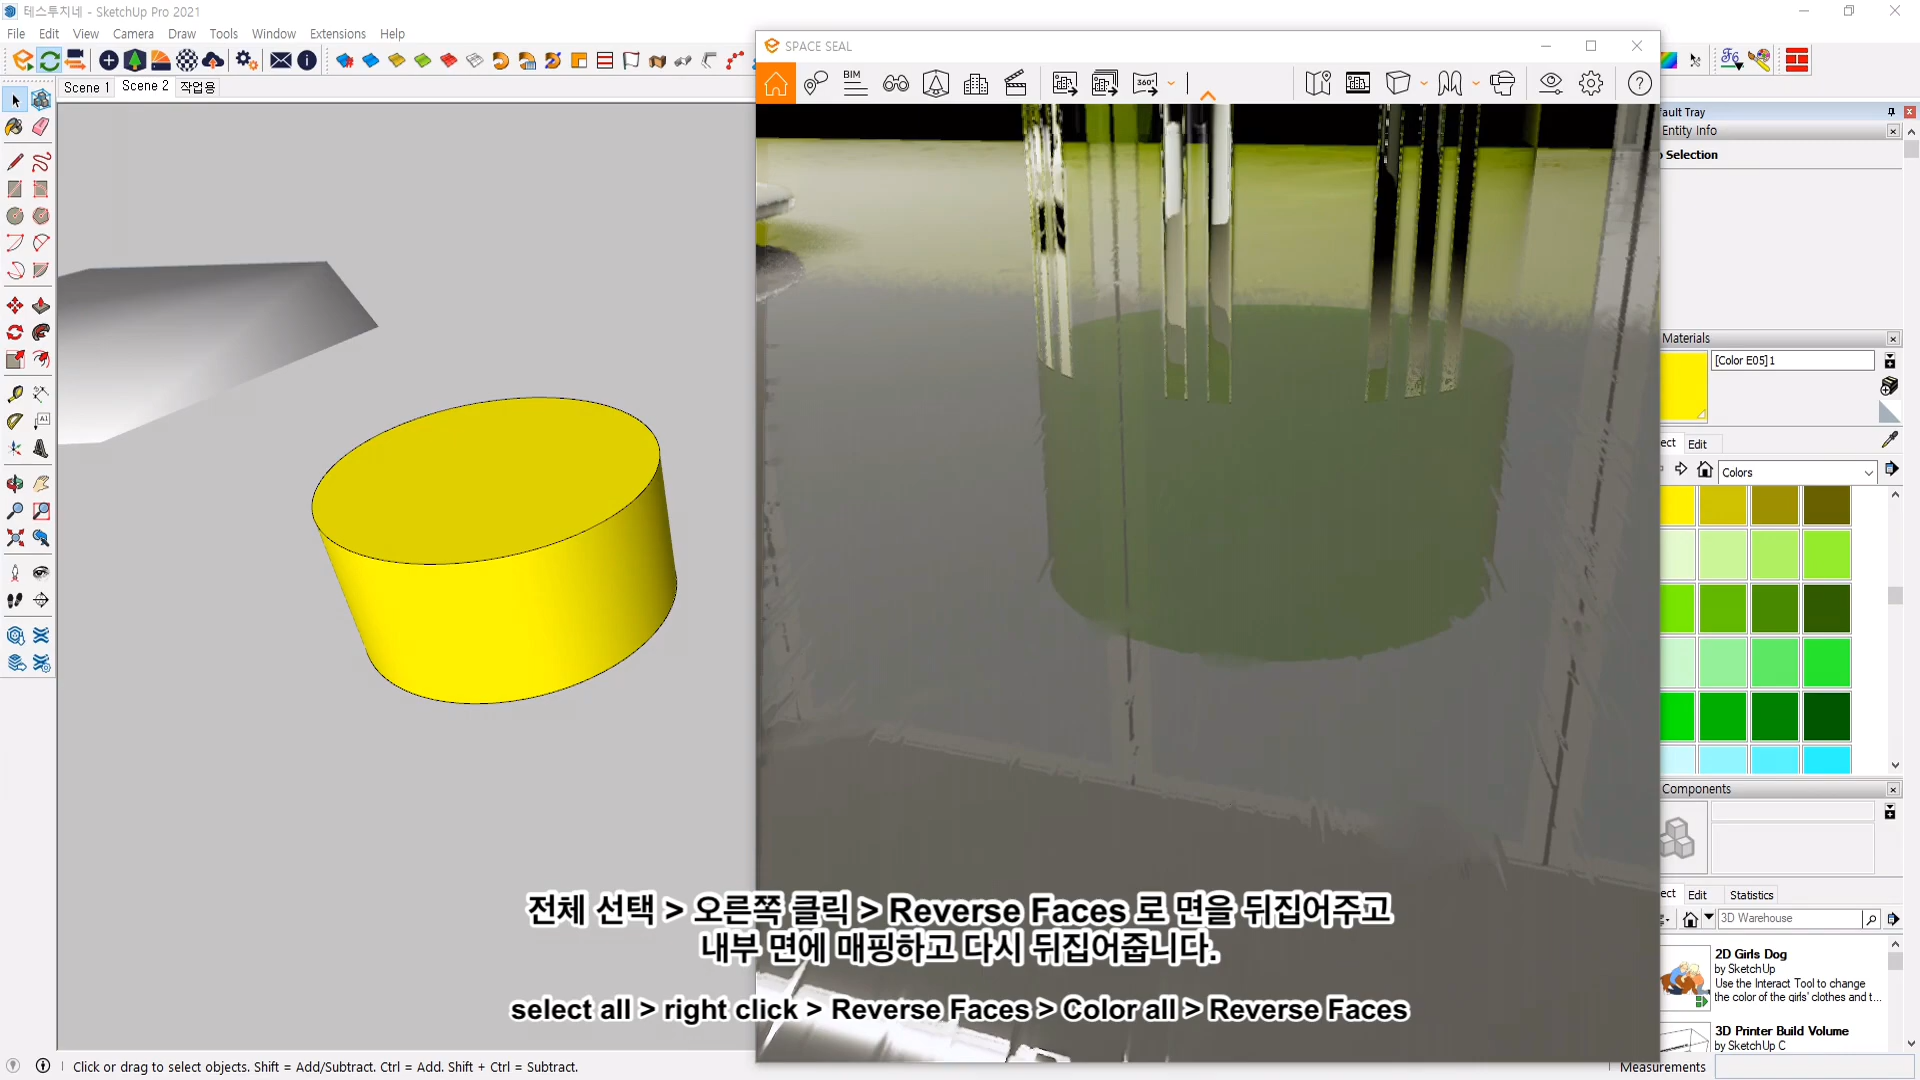 테스투치네 - SketchUp Pro 2021
File Edit View Camera Draw Tools Window Extensions Help
Scene 1 Scene 2 작업용
SPACE SEAL
BIM
360°
fault Tray
Entity Info
Selection
Materials
[Color E05]1
ect Edit
Colors
Components
ect Edit Statistics
3D Warehouse
2D Girls Dog
by SketchUp
Use the Interact Tool to change
the color of the girls' clothes and t...
3D Printer Build Volume
by SketchUp C
전체 선택 > 오른쪽 클릭 > Reverse Faces 로 면을 뒤집어주고
내부 면에 매핑하고 다시 뒤집어줍니다.
select all > right click > Reverse Faces > Color all > Reverse Faces
Click or drag to select objects. Shift = Add/Subtract. Ctrl = Add. Shift + Ctrl = Subtract.
Measurements